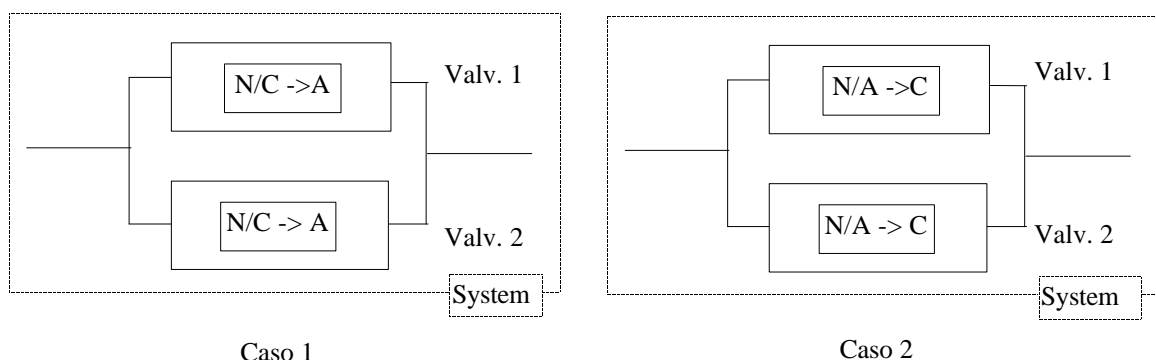 N/C ->A
Valv. 1
N/C -> A
Valv. 2
System
Caso 1
N/A ->C
Valv. 1
N/A -> C
Valv. 2
System
Caso 2